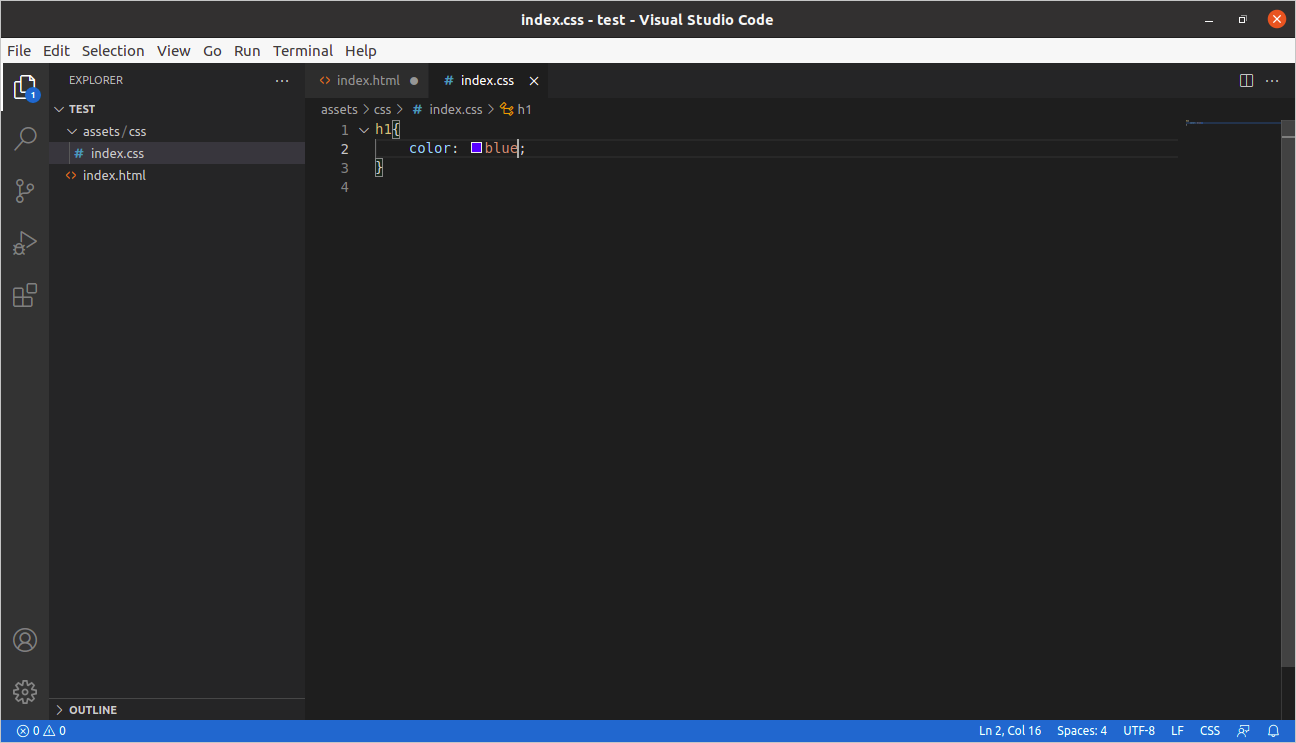 index.css - test - Visual Studio Code
File Edit Selection View Go Run Terminal Help
EXPLORER
TEST
assets/css
# index.css
<> index.html
OUTLINE
<> index.html
# index.css
assets > css > # index.css > h1
1 h1{
2 color: blue;
3 }
4
1
0 0
Ln 2, Col 16 Spaces: 4 UTF-8 LF CSS